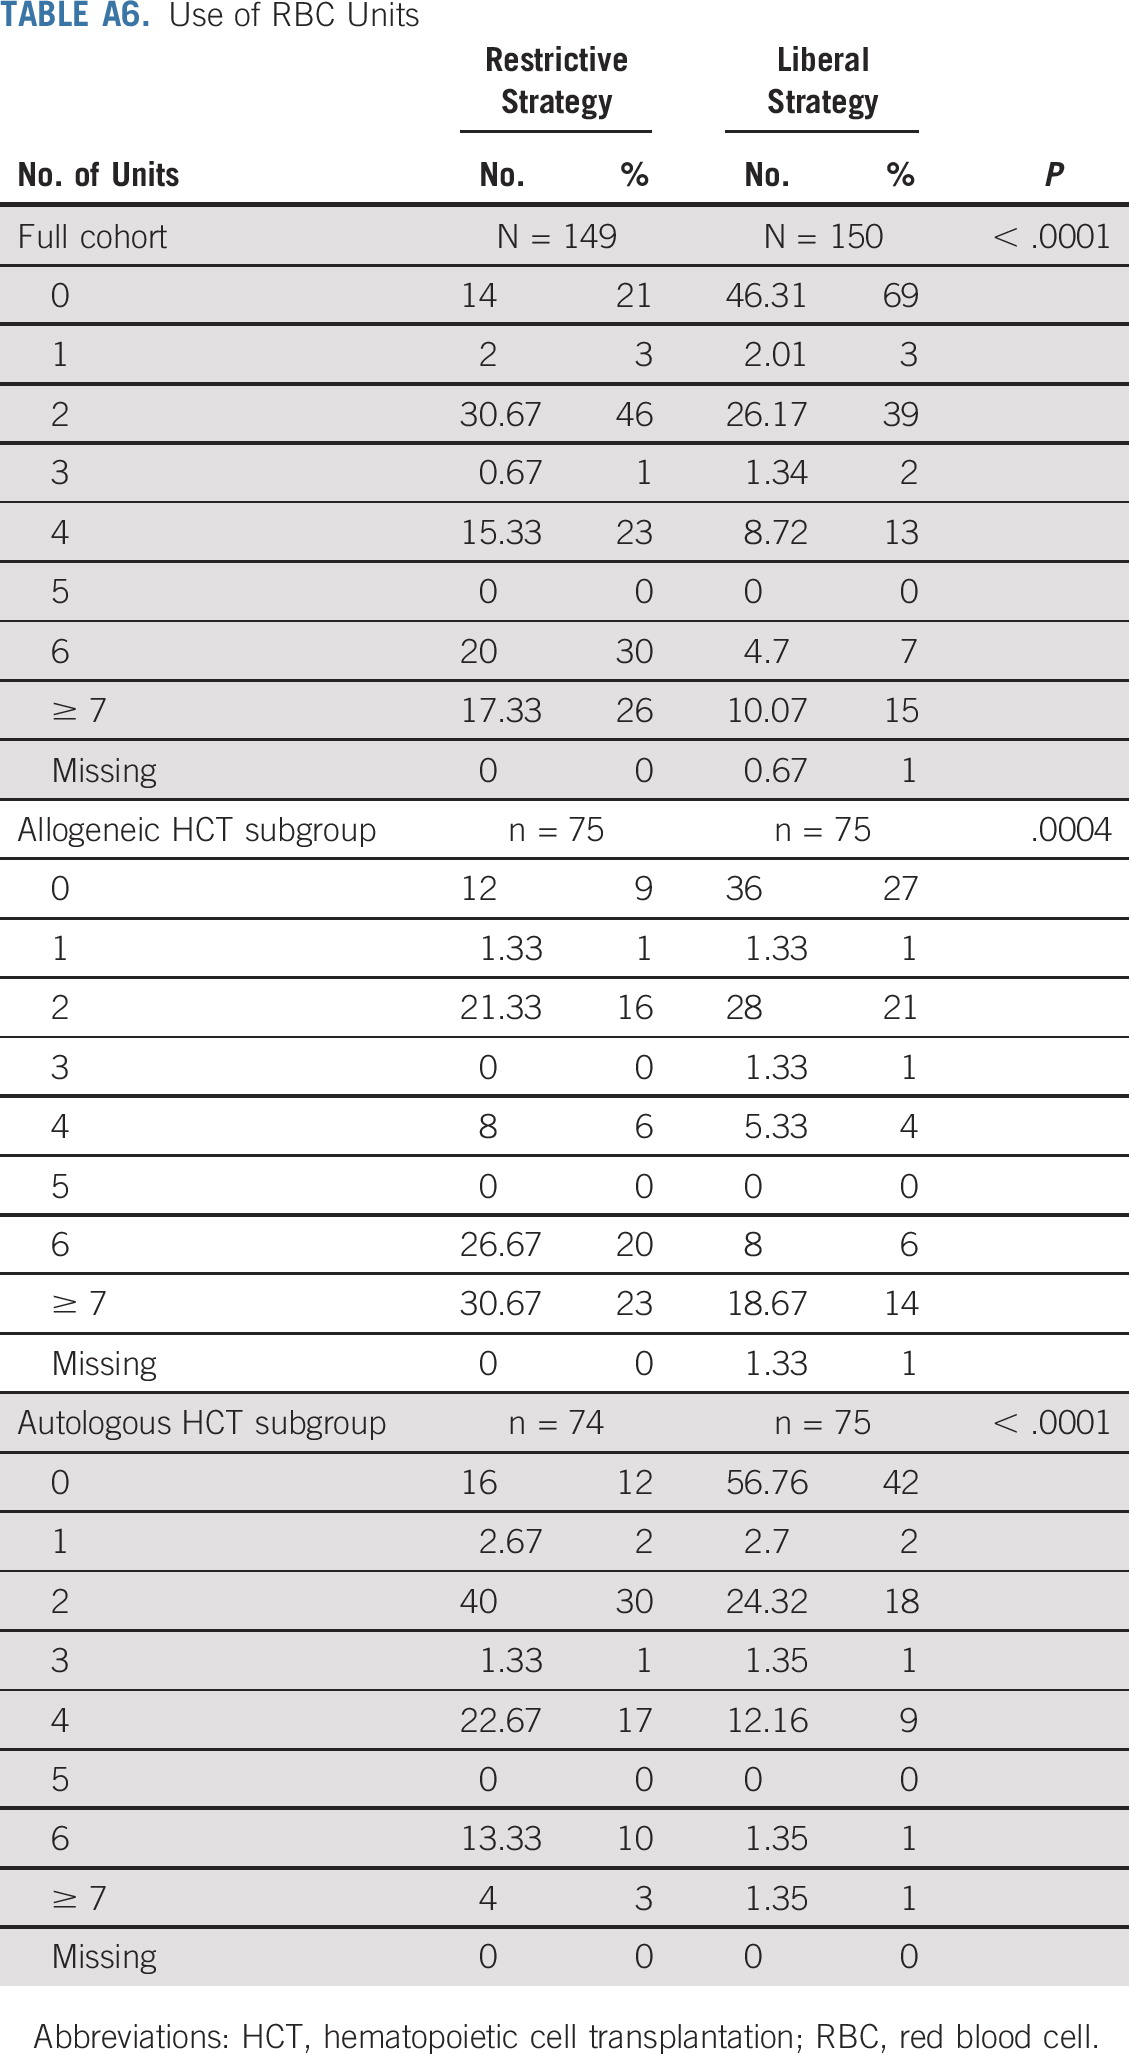 TABLE A6. Use of RBC Units
Restrictive Strategy Liberal Strategy
No. of Units No. % No. % P
Full cohort N = 149 N = 150 < .0001
0 14 21 46.31 69
1 2 3 2.01 3
2 30.67 46 26.17 39
3 0.67 1 1.34 2
4 15.33 23 8.72 13
5 0 0 0 0
6 20 30 4.7 7
≥ 7 17.33 26 10.07 15
Missing 0 0 0.67 1
Allogeneic HCT subgroup n = 75 n = 75 .0004
0 12 9 36 27
1 1.33 1 1.33 1
2 21.33 16 28 21
3 0 0 1.33 1
4 8 6 5.33 4
5 0 0 0 0
6 26.67 20 8 6
≥ 7 30.67 23 18.67 14
Missing 0 0 1.33 1
Autologous HCT subgroup n = 74 n = 75 < .0001
0 16 12 56.76 42
1 2.67 2 2.7 2
2 40 30 24.32 18
3 1.33 1 1.35 1
4 22.67 17 12.16 9
5 0 0 0 0
6 13.33 10 1.35 1
≥ 7 4 3 1.35 1
Missing 0 0 0 0
Abbreviations: HCT, hematopoietic cell transplantation; RBC, red blood cell.